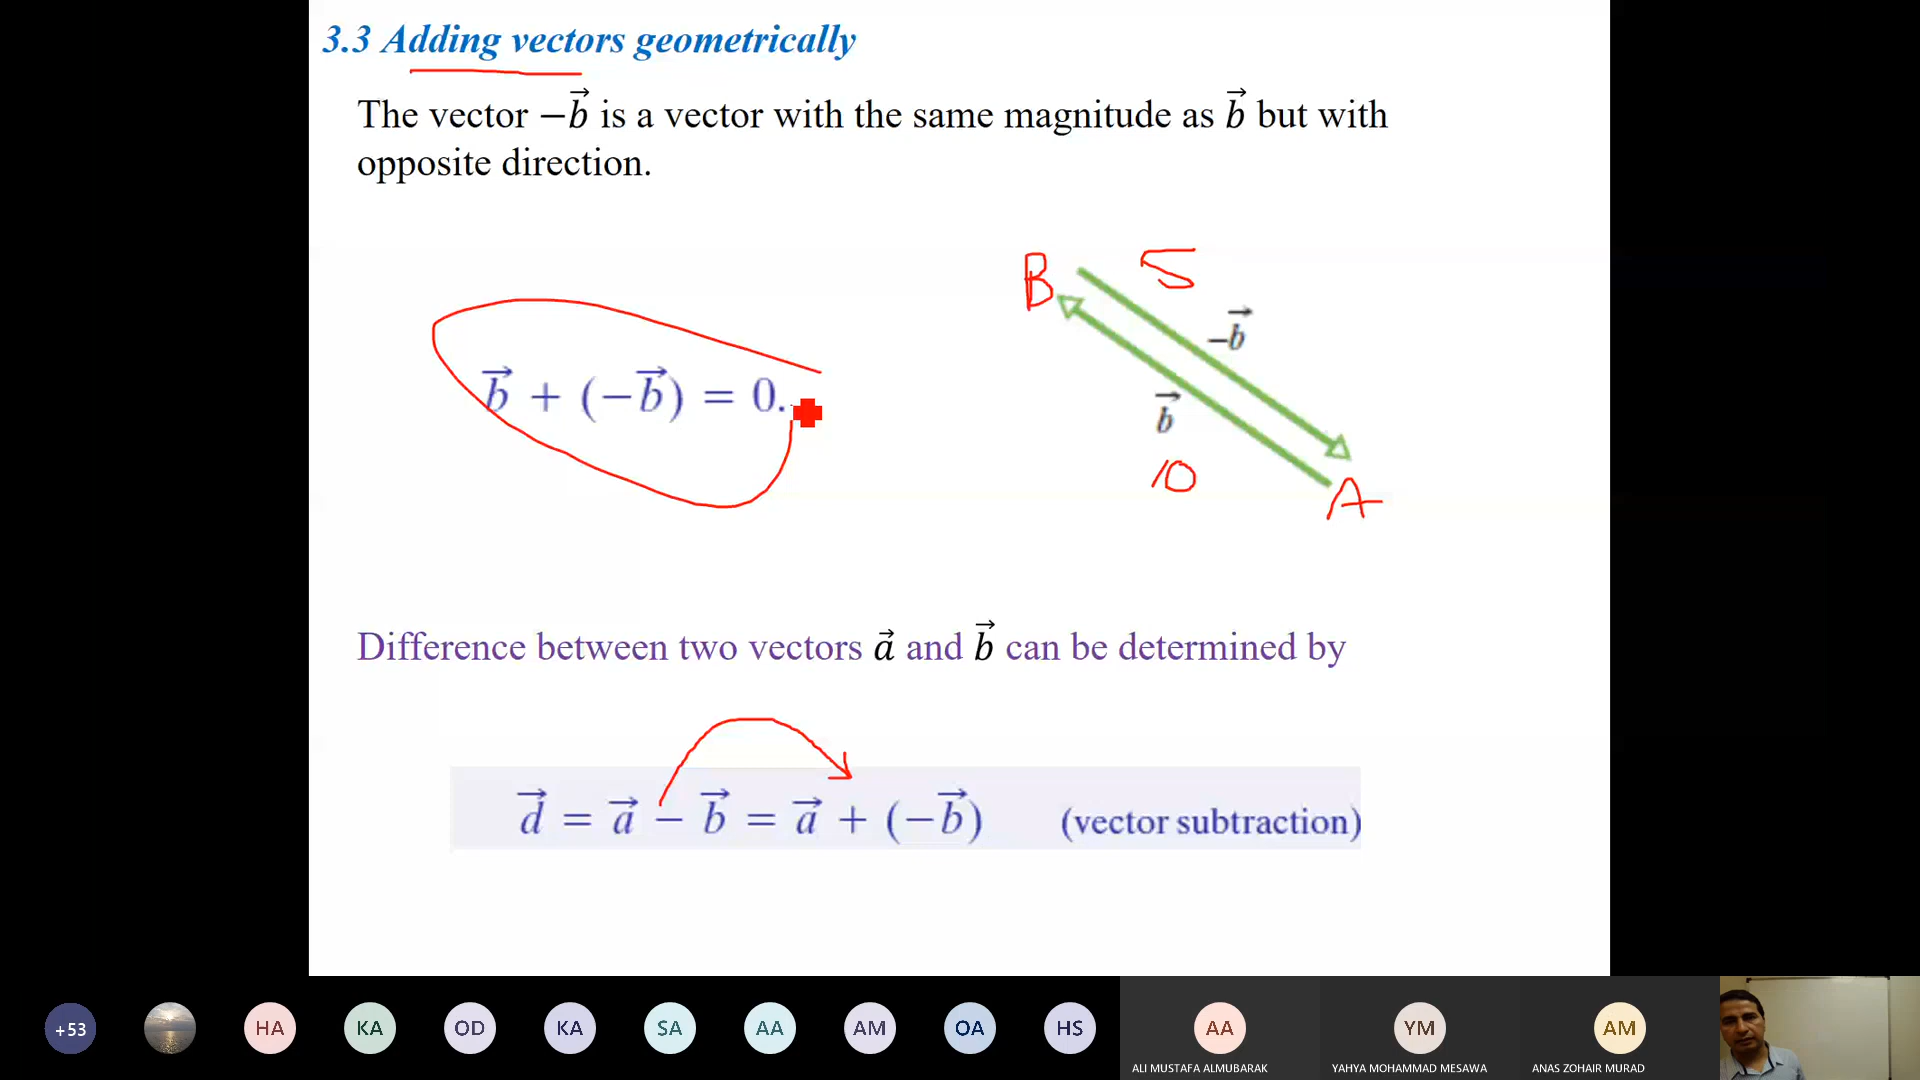 3.3 Adding vectors geometrically
The vector −b⃗ is a vector with the same magnitude as b⃗ but with
opposite direction.
B
5
−b⃗
b⃗ + (−b⃗) = 0.
b⃗
10
A
Difference between two vectors a⃗ and b⃗ can be determined by
d⃗ = a⃗ − b⃗ = a⃗ + (−b⃗) (vector subtraction)
+53 HA KA OD KA SA AA AM OA HS AA YM AM
ALI MUSTAFA ALMUBARAK YAHYA MOHAMMAD MESAWA ANAS ZOHAIR MURAD